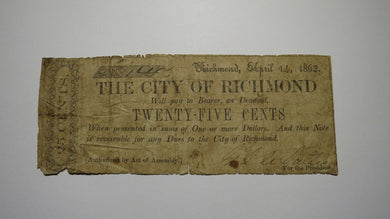 Richmond, April 14, 1862.
THE CITY OF RICHMOND
Will pay to Bearer, on Demand,
TWENTY-FIVE CENTS
When presented in sums of One or more Dollars. And this Note
is receivable for any Dues to the City of Richmond.
Authorized by Act of Assembly.
For the President.
25 CENTS.